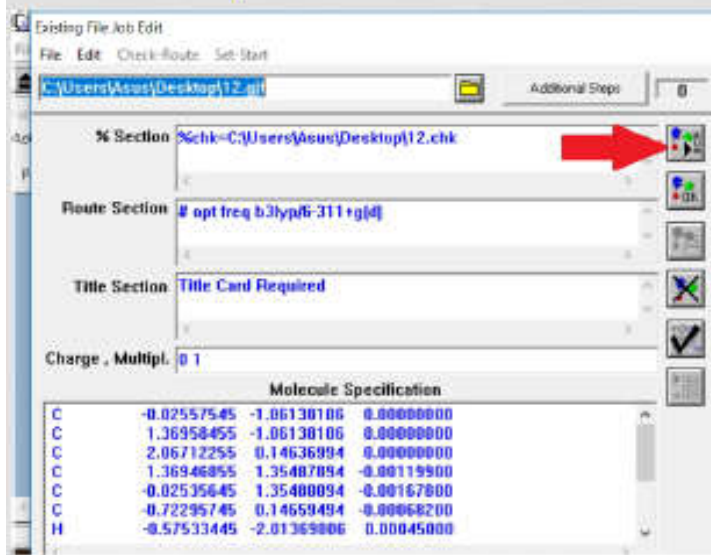 Existing File Job Edit
File Edit Check-Route Set-Start
C:\Users\Asus\Desktop\12.gjf
Additional Steps 0
% Section %chk=C:\Users\Asus\Desktop\12.chk
Route Section # opt freq b3lyp/6-311+g(d)
OK
Title Section Title Card Required
Charge , Multipl. 0 1
Molecule Specification
C -0.02557545 -1.06130106 0.00000000
C 1.36958455 -1.06130106 0.00000000
C 2.06712255 0.14636994 0.00000000
C 1.36946855 1.35487894 -0.00119900
C -0.02535645 1.35480094 -0.00167800
C -0.72295745 0.14659494 -0.00068200
H -0.57533445 -2.01369006 0.00045000